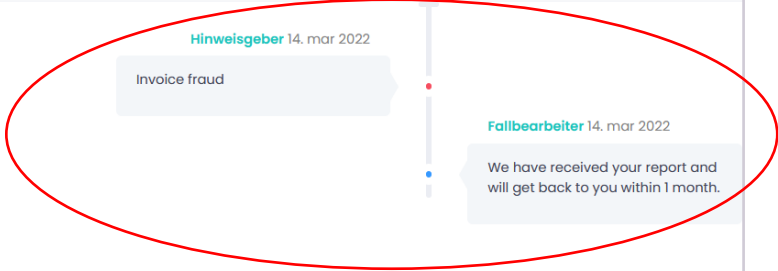 Hinweisgeber 14. mar 2022
Invoice fraud
Fallbearbeiter 14. mar 2022
We have received your report and
will get back to you within 1 month.